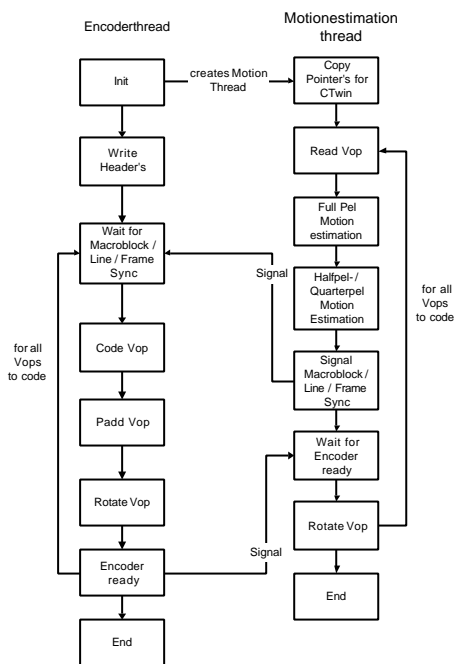 Encoderthread
Motionestimation
thread
Init
creates Motion
Thread
Copy
Pointer's for
CTwin
Write
Header's
Read Vop
Wait for
Macroblock /
Line / Frame
Sync
Full Pel
Motion
estimation
Signal
Halfpel- /
Quarterpel
Motion
Estimation
for all
Vops
to code
for all
Vops
to code
Code Vop
Signal
Macroblock /
Line / Frame
Sync
Padd Vop
Wait for
Encoder
ready
Rotate Vop
Rotate Vop
Signal
Encoder
ready
End
End